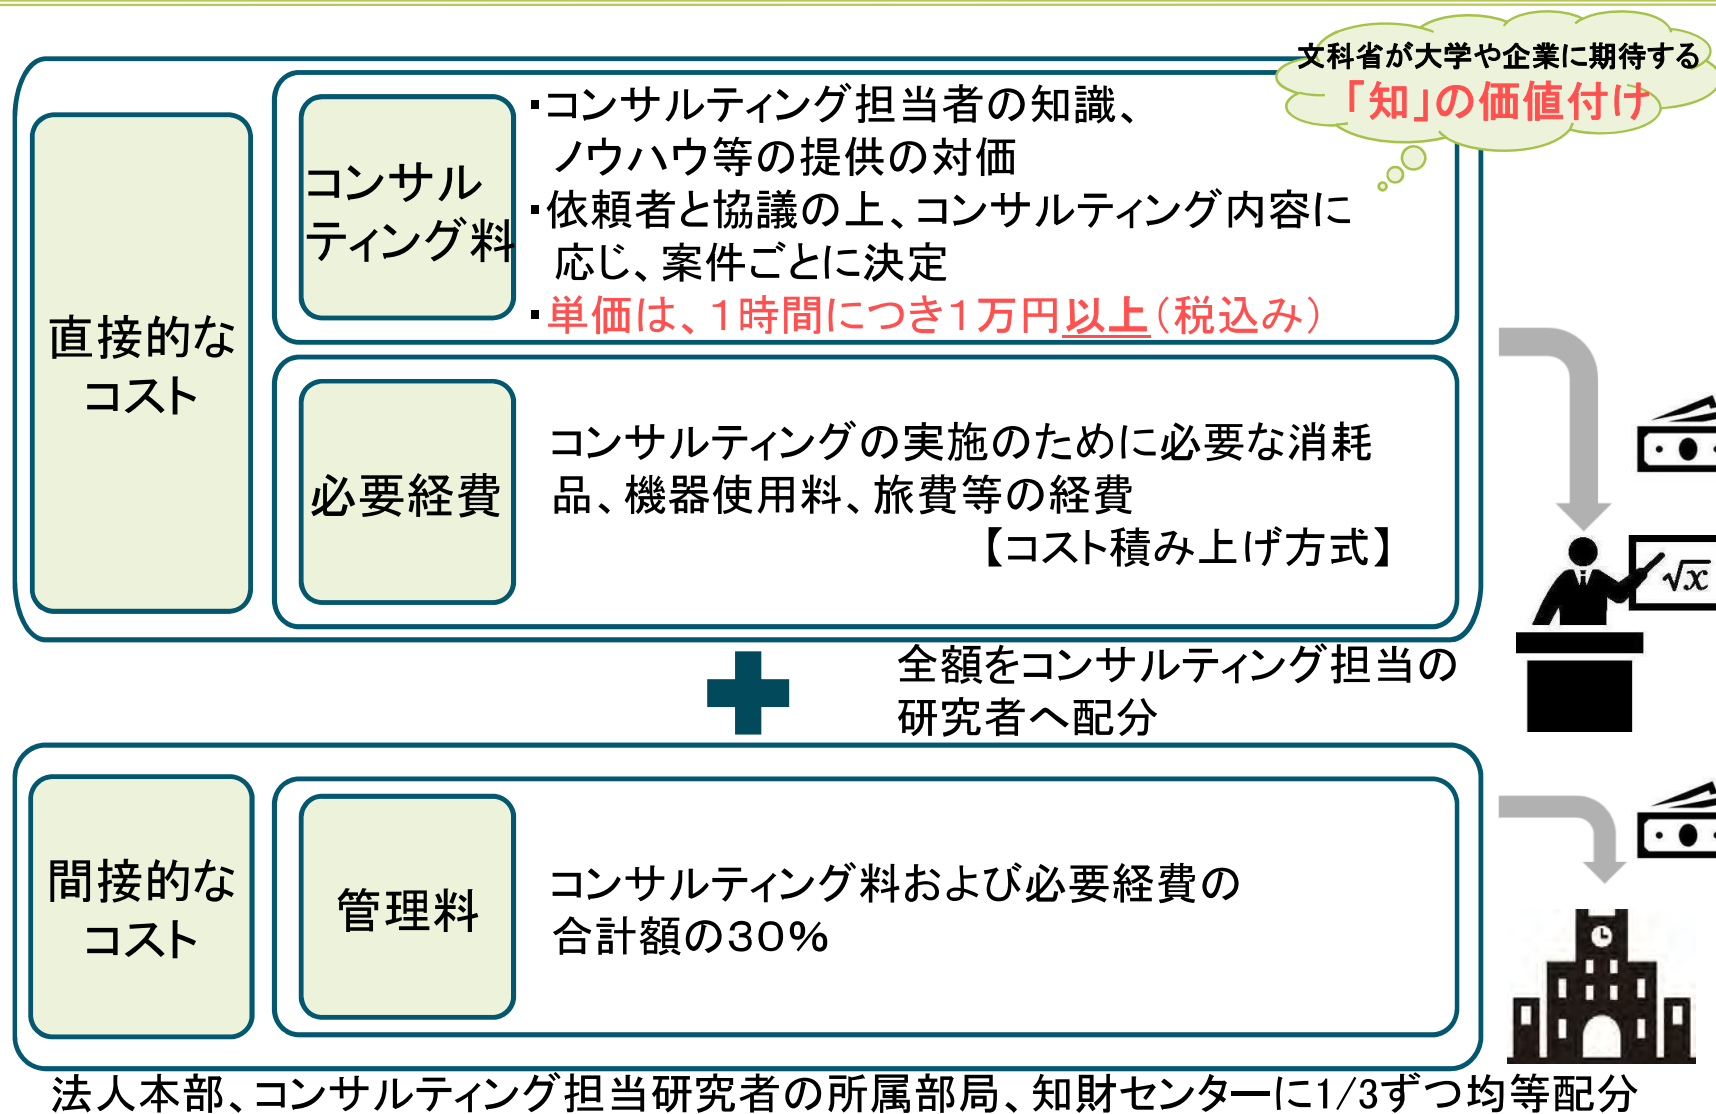 文科省が大学や企業に期待する
「知」の価値付け
直接的な
コスト
コンサル
ティング料
・コンサルティング担当者の知識、
ノウハウ等の提供の対価
・依頼者と協議の上、コンサルティング内容に
応じ、案件ごとに決定
・単価は、1時間につき1万円以上（税込み）
必要経費
コンサルティングの実施のために必要な消耗
品、機器使用料、旅費等の経費
【コスト積み上げ方式】
√x
全額をコンサルティング担当の
研究者へ配分
間接的な
コスト
管理料
コンサルティング料および必要経費の
合計額の30%
法人本部、コンサルティング担当研究者の所属部局、知財センターに1/3ずつ均等配分